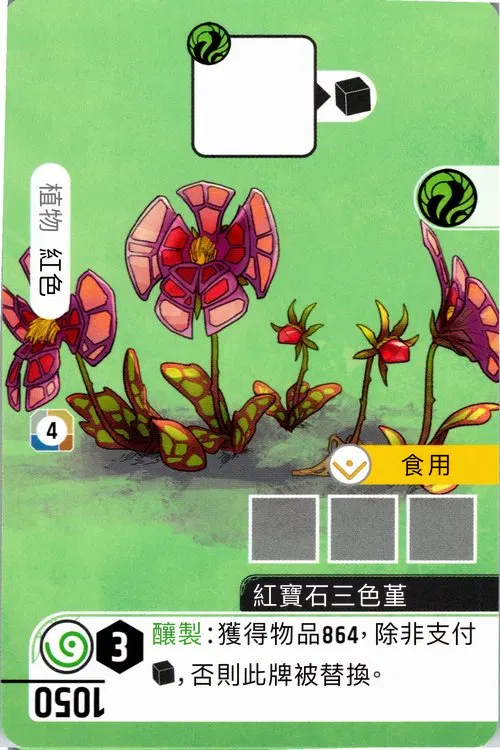 植物 紅色
4
食用
紅寶石三色堇
3
釀製:獲得物品864,除非支付
,否則此牌被替換。
1050